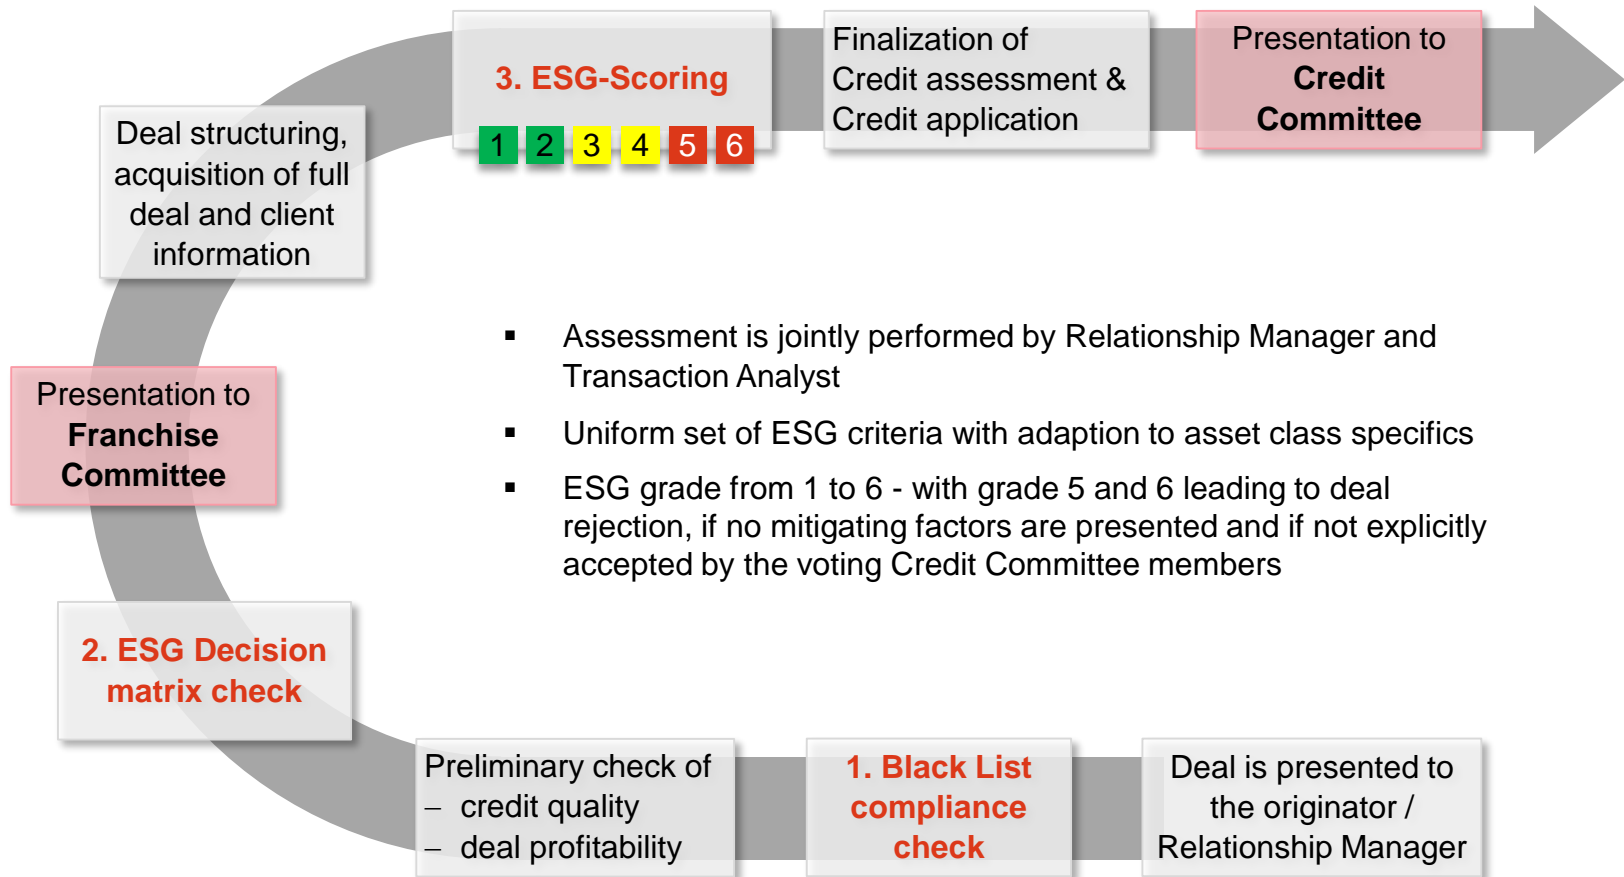 3. ESG-Scoring
1 2 3 4 5 6
Finalization of
Credit assessment &
Credit application
Presentation to
Credit
Committee
Deal structuring,
acquisition of full
deal and client
information
▪ Assessment is jointly performed by Relationship Manager and
Transaction Analyst
▪ Uniform set of ESG criteria with adaption to asset class specifics
▪ ESG grade from 1 to 6 - with grade 5 and 6 leading to deal
rejection, if no mitigating factors are presented and if not explicitly
accepted by the voting Credit Committee members
Presentation to
Franchise
Committee
2. ESG Decision
matrix check
Preliminary check of
– credit quality
– deal profitability
1. Black List
compliance
check
Deal is presented to
the originator /
Relationship Manager